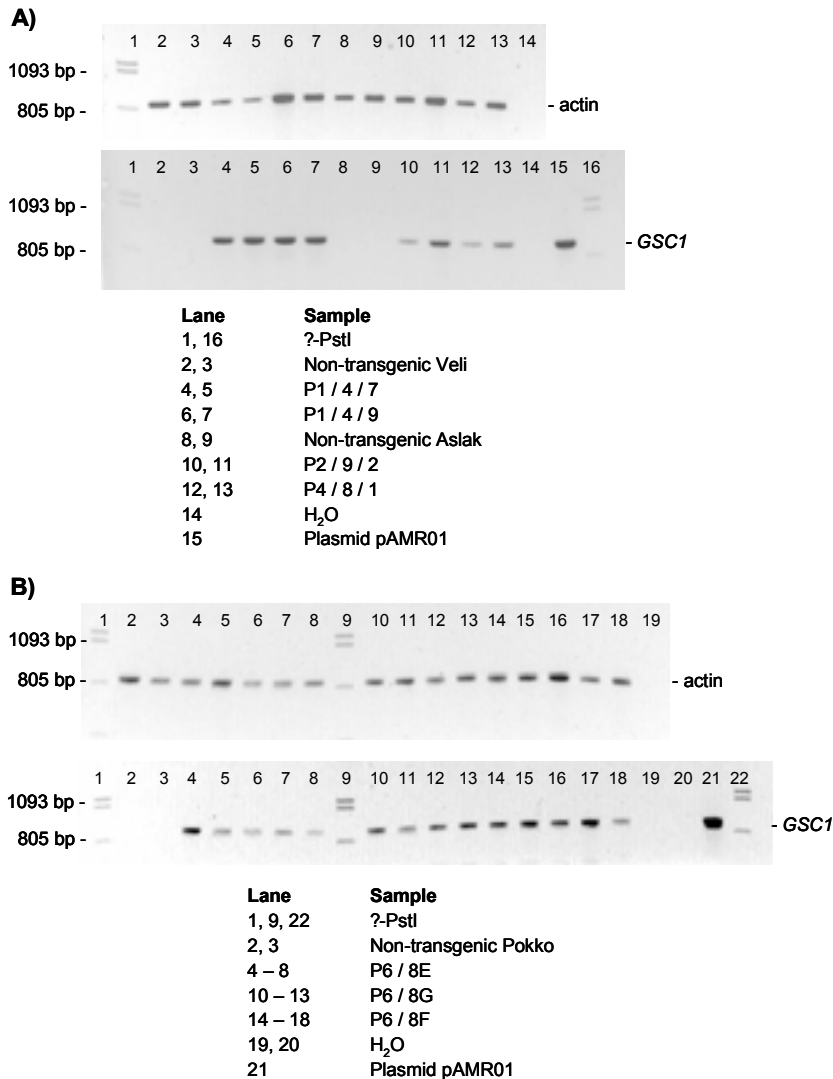 A)
1 2 3 4 5 6 7 8 9 10 11 12 13 14
1093 bp -
805 bp -
- actin
1 2 3 4 5 6 7 8 9 10 11 12 13 14 15 16
1093 bp -
805 bp -
- GSC1
Lane Sample
1, 16 ?-PstI
2, 3 Non-transgenic Veli
4, 5 P1 / 4 / 7
6, 7 P1 / 4 / 9
8, 9 Non-transgenic Aslak
10, 11 P2 / 9 / 2
12, 13 P4 / 8 / 1
14 H2O
15 Plasmid pAMR01
B)
1 2 3 4 5 6 7 8 9 10 11 12 13 14 15 16 17 18 19
1093 bp -
805 bp -
- actin
1 2 3 4 5 6 7 8 9 10 11 12 13 14 15 16 17 18 19 20 21 22
1093 bp -
805 bp -
- GSC1
Lane Sample
1, 9, 22 ?-PstI
2, 3 Non-transgenic Pokko
4 – 8 P6 / 8E
10 – 13 P6 / 8G
14 – 18 P6 / 8F
19, 20 H2O
21 Plasmid pAMR01